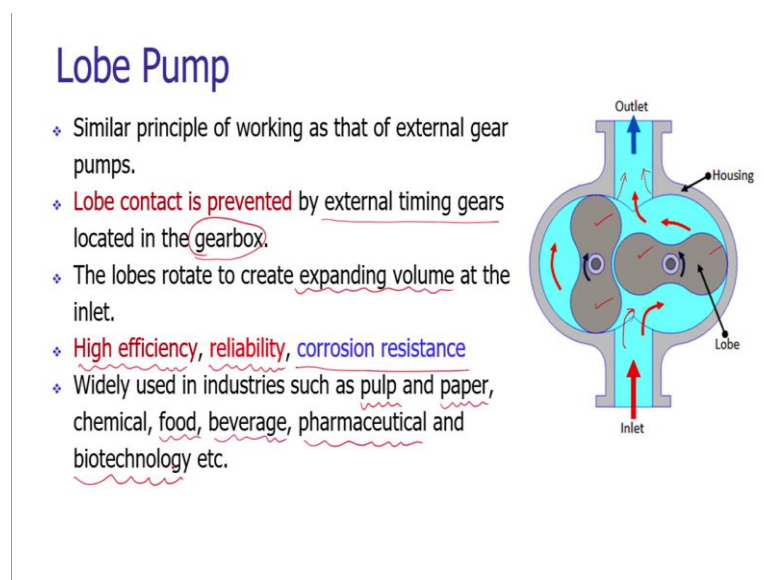 Lobe Pump
Similar principle of working as that of external gear
pumps.
Lobe contact is prevented by external timing gears
located in the gearbox.
The lobes rotate to create expanding volume at the
inlet.
High efficiency, reliability, corrosion resistance
Widely used in industries such as pulp and paper,
chemical, food, beverage, pharmaceutical and
biotechnology etc.
Outlet
Housing
Lobe
Inlet